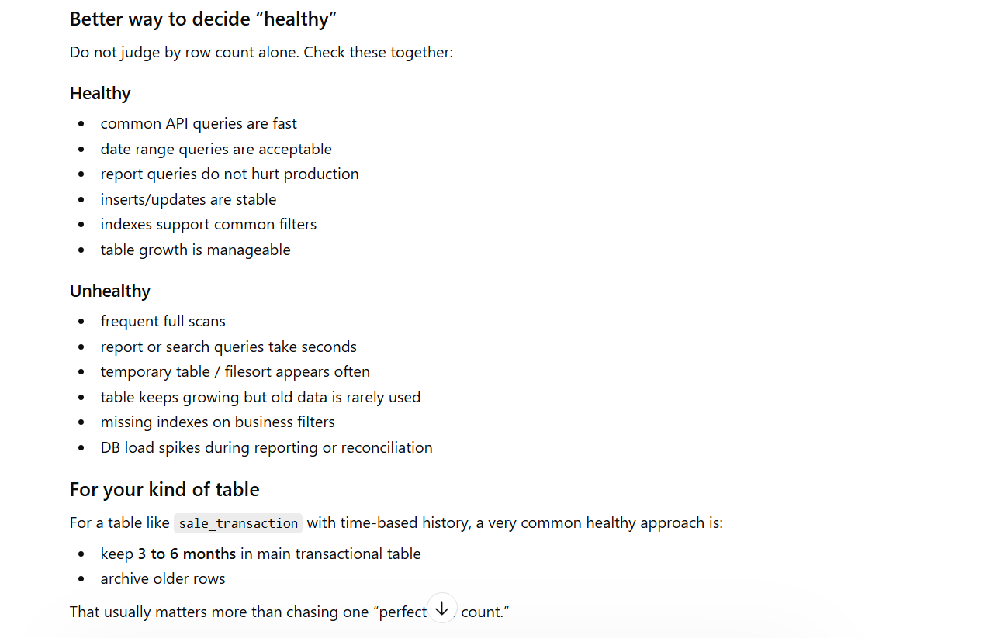 Better way to decide “healthy”
Do not judge by row count alone. Check these together:
Healthy
• common API queries are fast
• date range queries are acceptable
• report queries do not hurt production
• inserts/updates are stable
• indexes support common filters
• table growth is manageable
Unhealthy
• frequent full scans
• report or search queries take seconds
• temporary table / filesort appears often
• table keeps growing but old data is rarely used
• missing indexes on business filters
• DB load spikes during reporting or reconciliation
For your kind of table
For a table like sale_transaction with time-based history, a very common healthy approach is:
• keep 3 to 6 months in main transactional table
• archive older rows
That usually matters more than chasing one “perfect count.”